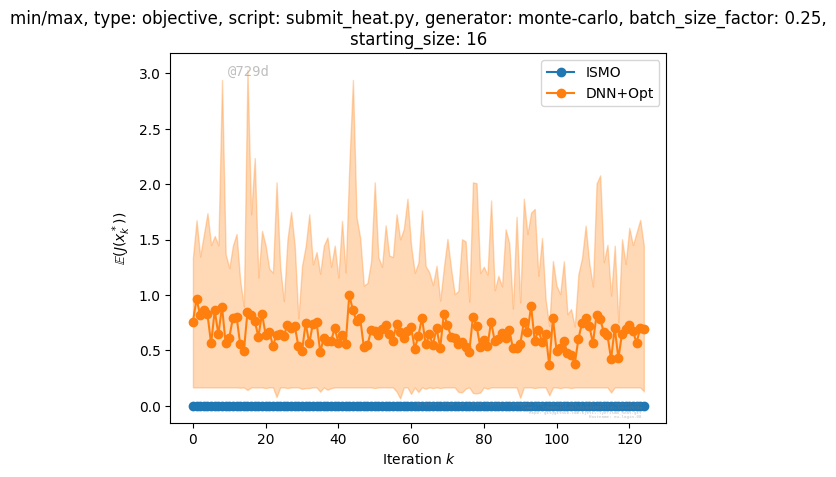 min/max, type: objective, script: submit_heat.py, generator: monte-carlo, batch_size_factor: 0.25,
starting_size: 16
@729d
ISMO
DNN+Opt
3.0
2.5
2.0
1.5
1.0
0.5
0.0
𝔼(J(x_k^*))
0 20 40 60 80 100 120
Iteration k